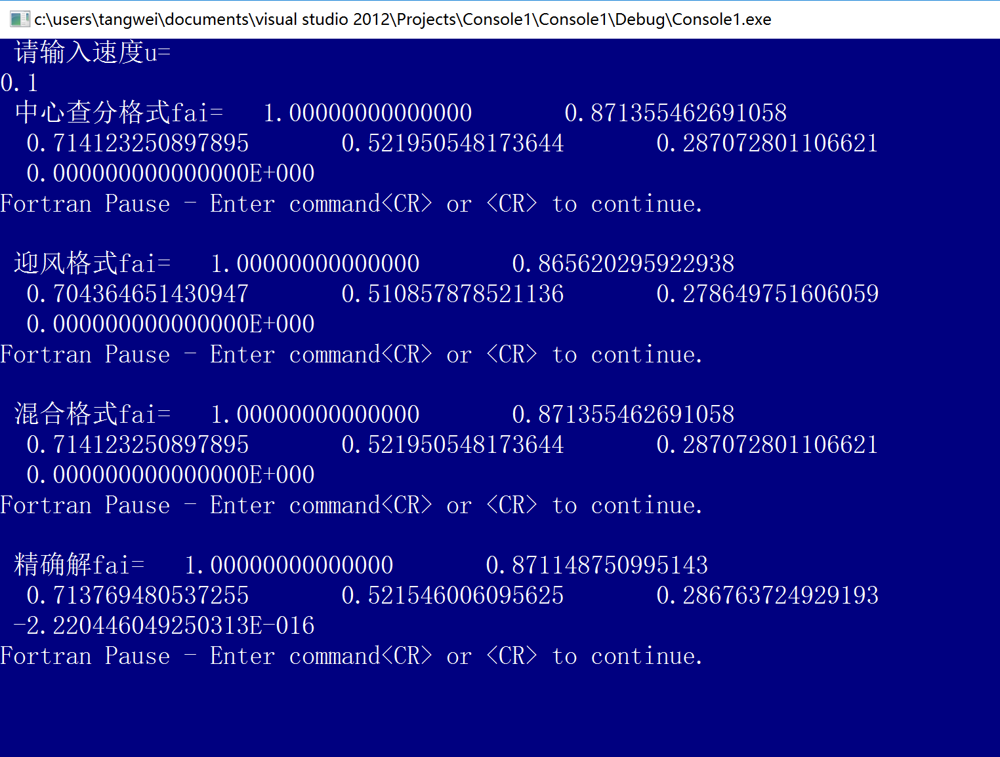 c:\users\tangwei\documents\visual studio 2012\Projects\Console1\Console1\Debug\Console1.exe
请输入速度u=
0.1
中心查分格式fai= 1.00000000000000 0.871355462691058
0.714123250897895 0.521950548173644 0.287072801106621
0.000000000000000E+000
Fortran Pause - Enter command<CR> or <CR> to continue.
迎风格式fai= 1.00000000000000 0.865620295922938
0.704364651430947 0.510857878521136 0.278649751606059
0.000000000000000E+000
Fortran Pause - Enter command<CR> or <CR> to continue.
混合格式fai= 1.00000000000000 0.871355462691058
0.714123250897895 0.521950548173644 0.287072801106621
0.000000000000000E+000
Fortran Pause - Enter command<CR> or <CR> to continue.
精确解fai= 1.00000000000000 0.871148750995143
0.713769480537255 0.521546006095625 0.286763724929193
-2.220446049250313E-016
Fortran Pause - Enter command<CR> or <CR> to continue.